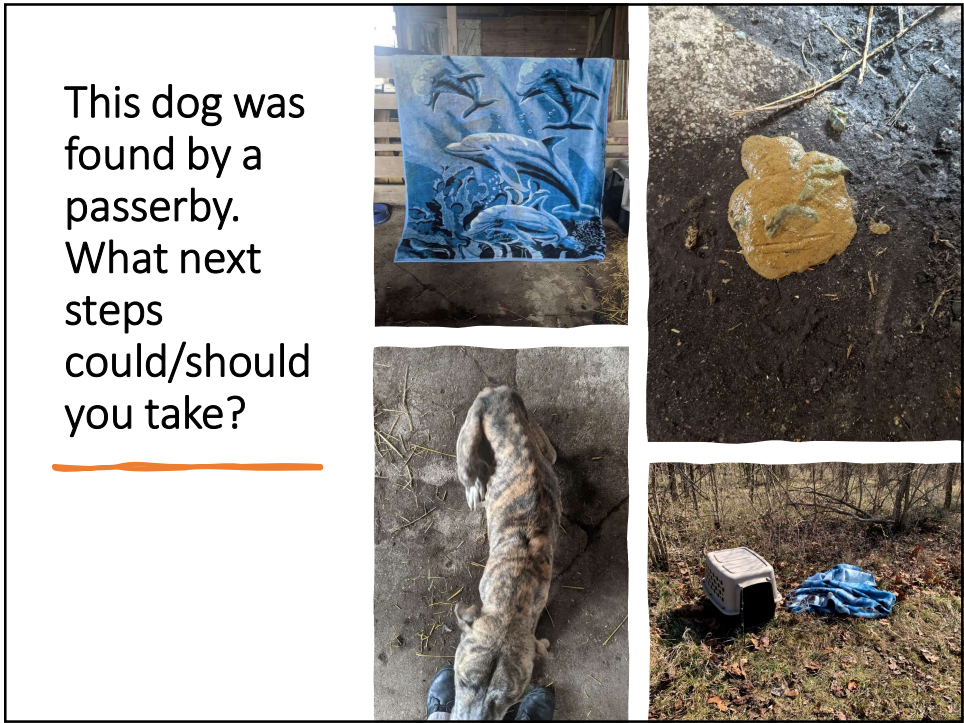 This dog was
found by a
passerby.
What next
steps
could/should
you take?